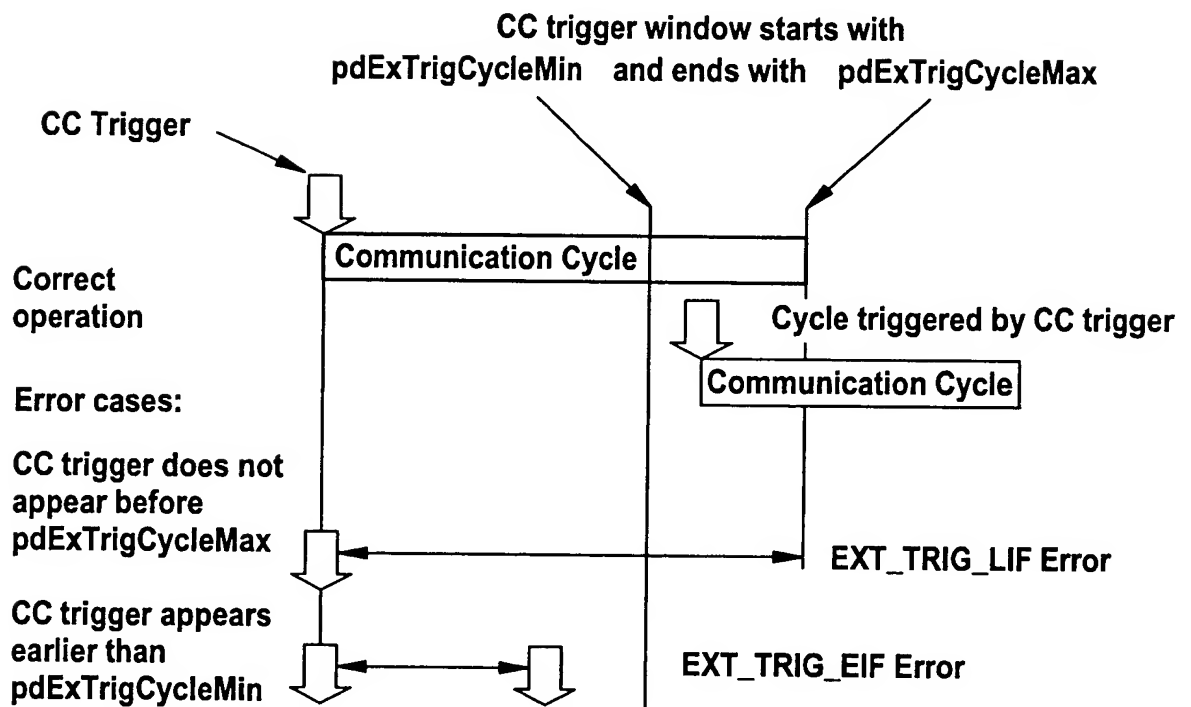 CC trigger window starts with
pdExTrigCycleMin and ends with pdExTrigCycleMax
CC Trigger
Communication Cycle
Correct
operation
Cycle triggered by CC trigger
Communication Cycle
Error cases:
CC trigger does not
appear before
pdExTrigCycleMax
EXT_TRIG_LIF Error
CC trigger appears
earlier than
pdExTrigCycleMin
EXT_TRIG_EIF Error